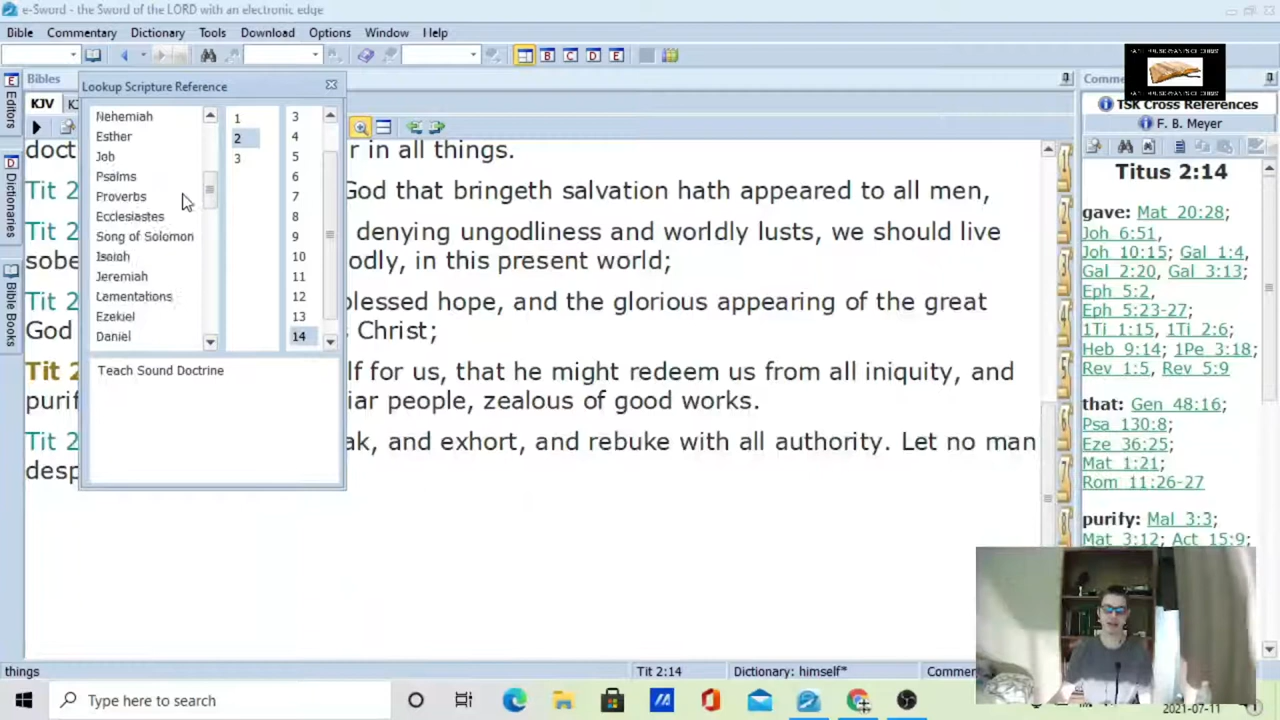 e-Sword - the Sword of the LORD with an electronic edge
Bible Commentary Dictionary Tools Options Download Window Help
B C D E
Editors
Dictionaries
Bible Books
Bibles
KJV
Lookup Scripture Reference
Nehemiah
Esther
Job
Psalms
Proverbs
Ecclesiastes
Song of Solomon
Isaiah
Jeremiah
Lementations
Ezekiel
Daniel
1
2
3
3
4
5
6
7
8
9
10
11
12
13
14
Teach Sound Doctrine
doct r in all things.
Tit 2 God that bringeth salvation hath appeared to all men,
Tit 2 denying ungodliness and worldly lusts, we should live
sobe odly, in this present world;
Tit 2 blessed hope, and the glorious appearing of the great
God Christ;
Tit 2 lf for us, that he might redeem us from all iniquity, and
purif iar people, zealous of good works.
Tit 2 ak, and exhort, and rebuke with all authority. Let no man
desp
Comme
TSK Cross References
F. B. Meyer
Titus 2:14
gave: Mat 20:28;
Joh 6:51,
Joh 10:15; Gal 1:4,
Gal 2:20, Gal 3:13;
Eph 5:2,
Eph 5:23-27;
1Ti 1:15, 1Ti 2:6;
Heb 9:14; 1Pe 3:18;
Rev 1:5, Rev 5:9
that: Gen 48:16;
Psa 130:8;
Eze 36:25;
Mat 1:21;
Rom 11:26-27
purify: Mal 3:3;
Mat 3:12; Act 15:9;
things
Tit 2:14
Dictionary: himself*
Commen
Type here to search
2021-07-11